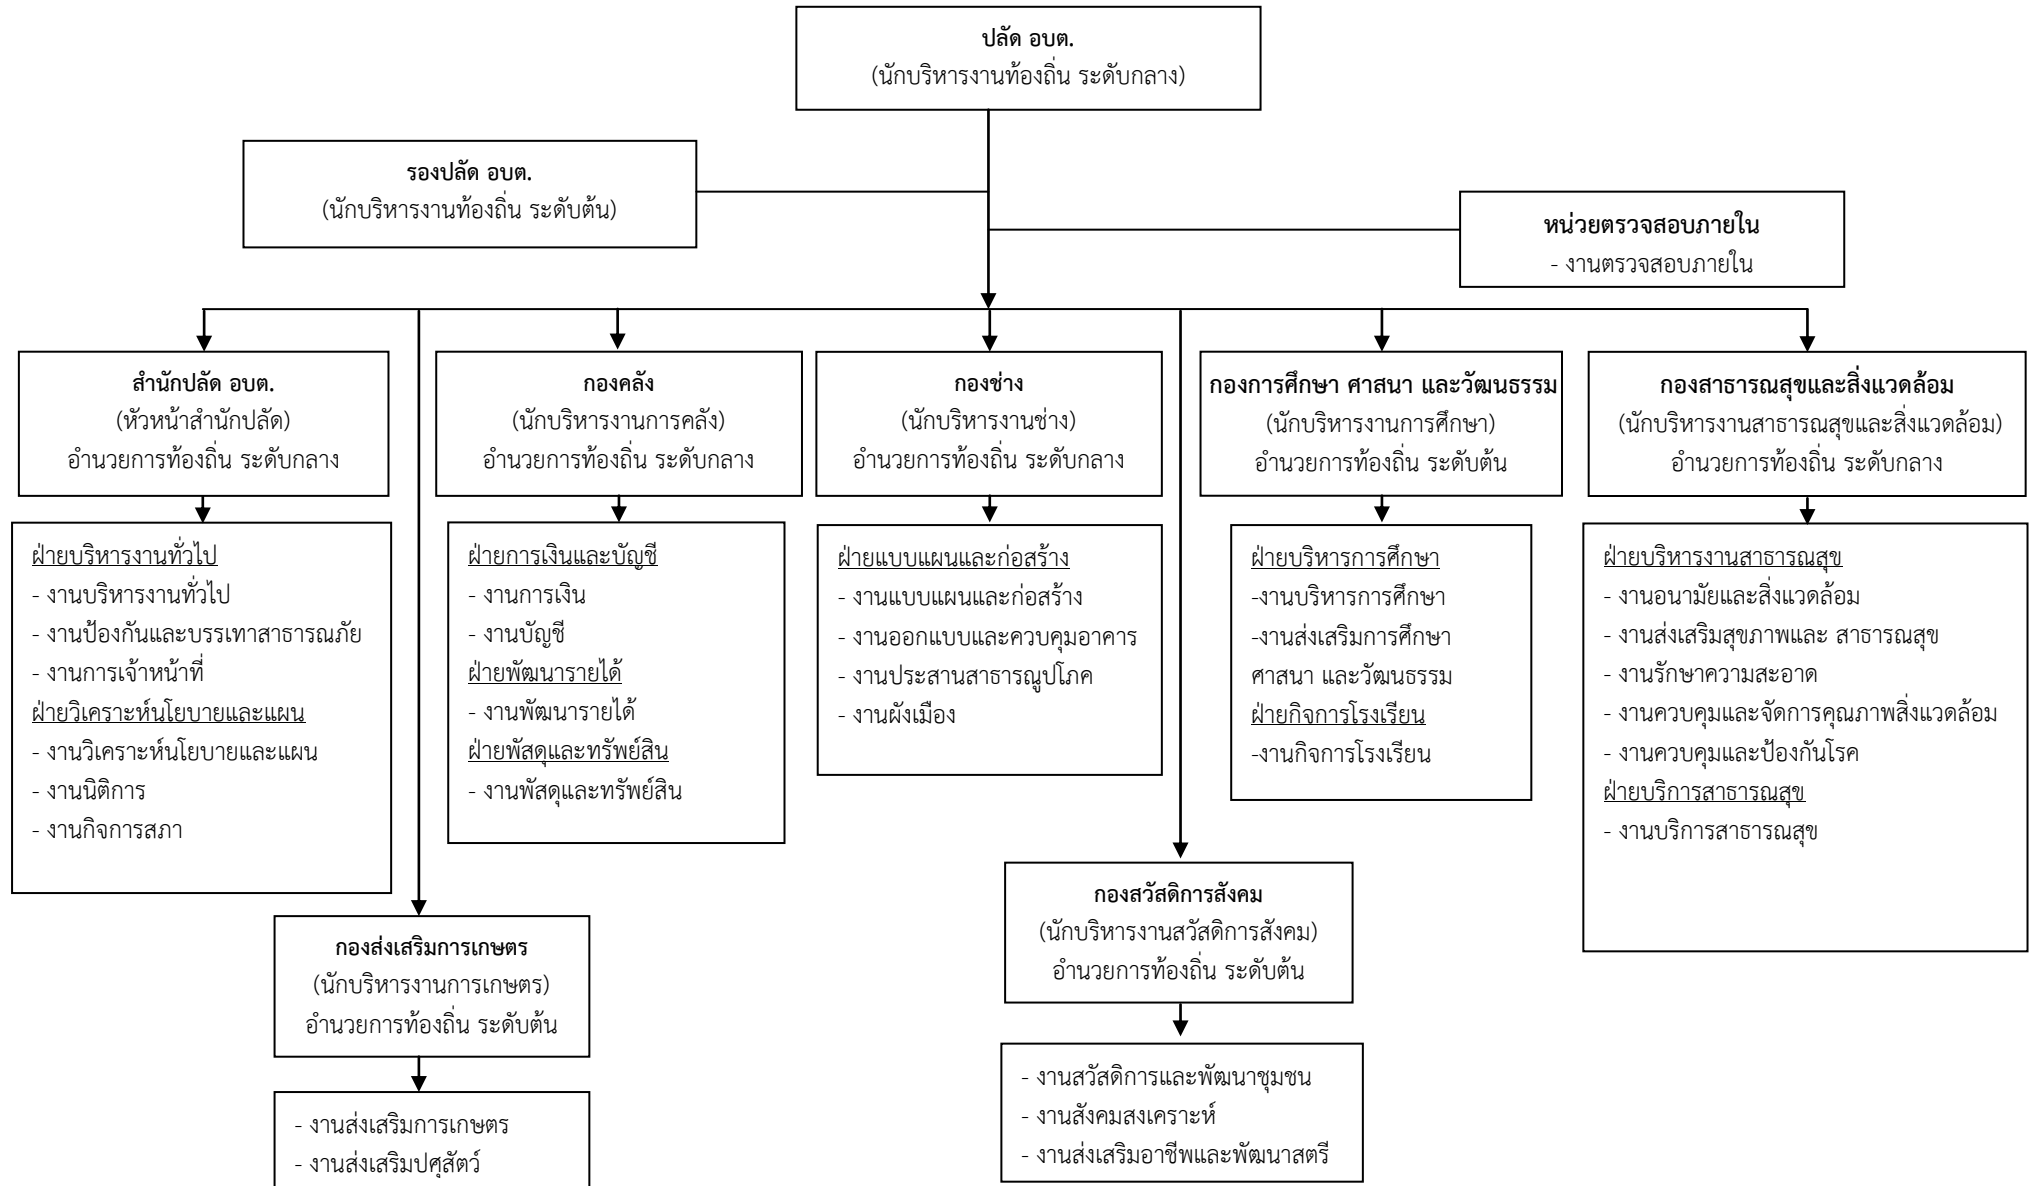 ปลัด อบต.
(นักบริหารงานท้องถิ่น ระดับกลาง)
รองปลัด อบต.
(นักบริหารงานท้องถิ่น ระดับต้น)
หน่วยตรวจสอบภายใน
- งานตรวจสอบภายใน
สำนักปลัด อบต.
(หัวหน้าสำนักปลัด)
อำนวยการท้องถิ่น ระดับกลาง
กองคลัง
(นักบริหารงานการคลัง)
อำนวยการท้องถิ่น ระดับกลาง
กองช่าง
(นักบริหารงานช่าง)
อำนวยการท้องถิ่น ระดับกลาง
กองการศึกษา ศาสนา และวัฒนธรรม
(นักบริหารงานการศึกษา)
อำนวยการท้องถิ่น ระดับต้น
กองสาธารณสุขและสิ่งแวดล้อม
(นักบริหารงานสาธารณสุขและสิ่งแวดล้อม)
อำนวยการท้องถิ่น ระดับกลาง
ฝ่ายบริหารงานทั่วไป
- งานบริหารงานทั่วไป
- งานป้องกันและบรรเทาสาธารณภัย
- งานการเจ้าหน้าที่
ฝ่ายวิเคราะห์นโยบายและแผน
- งานวิเคราะห์นโยบายและแผน
- งานนิติการ
- งานกิจการสภา
ฝ่ายการเงินและบัญชี
- งานการเงิน
- งานบัญชี
ฝ่ายพัฒนารายได้
- งานพัฒนารายได้
ฝ่ายพัสดุและทรัพย์สิน
- งานพัสดุและทรัพย์สิน
ฝ่ายแบบแผนและก่อสร้าง
- งานแบบแผนและก่อสร้าง
- งานออกแบบและควบคุมอาคาร
- งานประสานสาธารณูปโภค
- งานผังเมือง
ฝ่ายบริหารการศึกษา
-งานบริหารการศึกษา
-งานส่งเสริมการศึกษา
ศาสนา และวัฒนธรรม
ฝ่ายกิจการโรงเรียน
-งานกิจการโรงเรียน
ฝ่ายบริหารงานสาธารณสุข
- งานอนามัยและสิ่งแวดล้อม
- งานส่งเสริมสุขภาพและ สาธารณสุข
- งานรักษาความสะอาด
- งานควบคุมและจัดการคุณภาพสิ่งแวดล้อม
- งานควบคุมและป้องกันโรค
ฝ่ายบริการสาธารณสุข
- งานบริการสาธารณสุข
กองส่งเสริมการเกษตร
(นักบริหารงานการเกษตร)
อำนวยการท้องถิ่น ระดับต้น
- งานส่งเสริมการเกษตร
- งานส่งเสริมปศุสัตว์
กองสวัสดิการสังคม
(นักบริหารงานสวัสดิการสังคม)
อำนวยการท้องถิ่น ระดับต้น
- งานสวัสดิการและพัฒนาชุมชน
- งานสังคมสงเคราะห์
- งานส่งเสริมอาชีพและพัฒนาสตรี